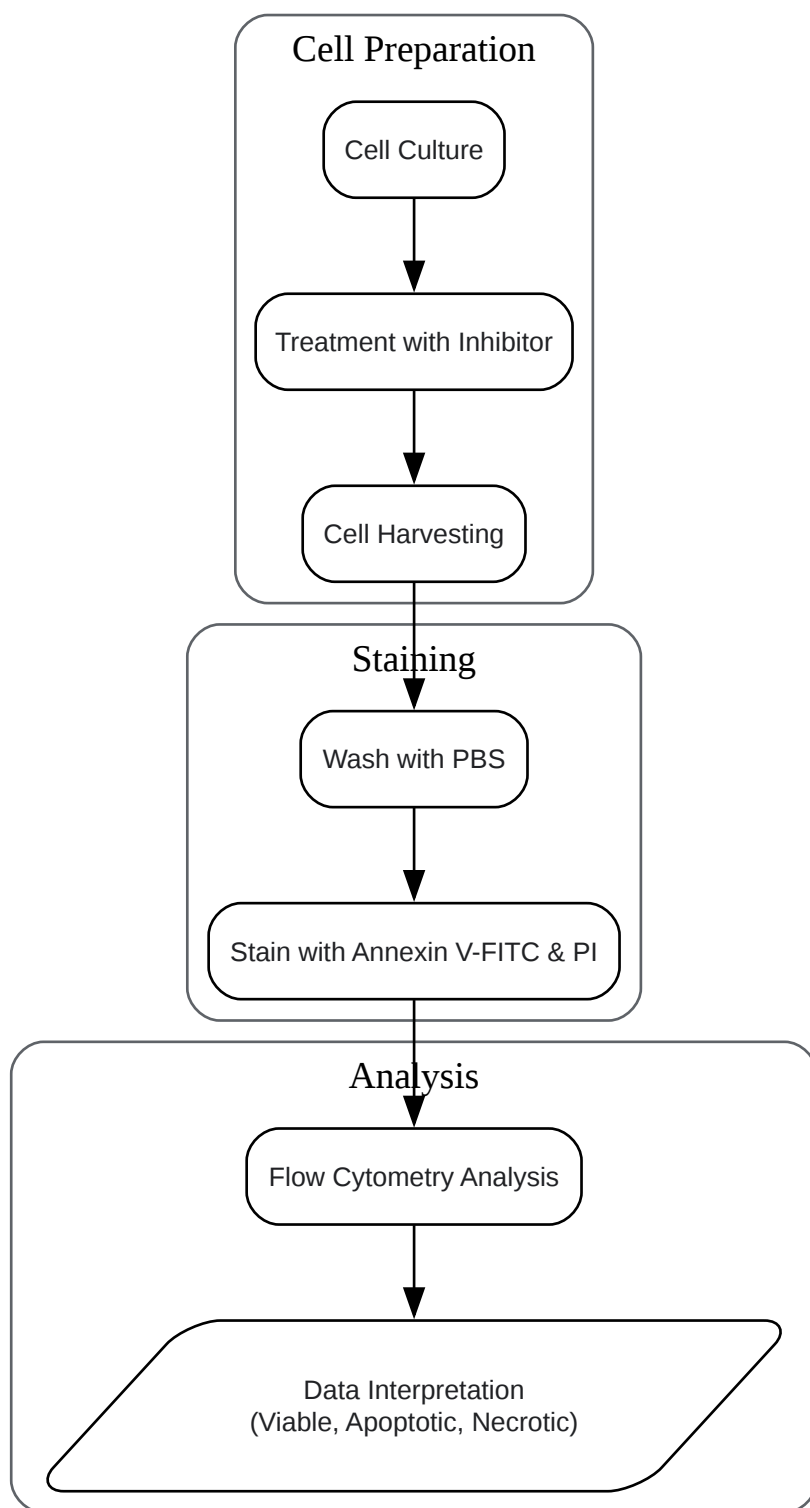 Cell Preparation
Cell Culture
Treatment with Inhibitor
Cell Harvesting
Staining
Wash with PBS
Stain with Annexin V-FITC & PI
Analysis
Flow Cytometry Analysis
Data Interpretation
(Viable, Apoptotic, Necrotic)